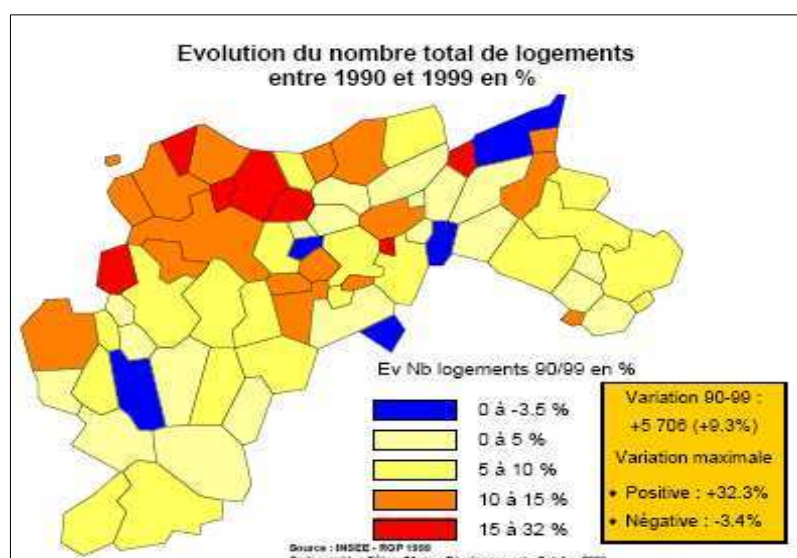 Evolution du nombre total de logements
entre 1990 et 1999 en %
Ev Nb logements 90/99 en %
0 à -3.5 %
0 à 5 %
5 à 10 %
10 à 15 %
15 à 32 %
Variation 90-99 :
+5 706 (+9.3%)
Variation maximale
• Positive : +32.3%
• Négative : -3.4%
Source : INSEE - RGP 1999